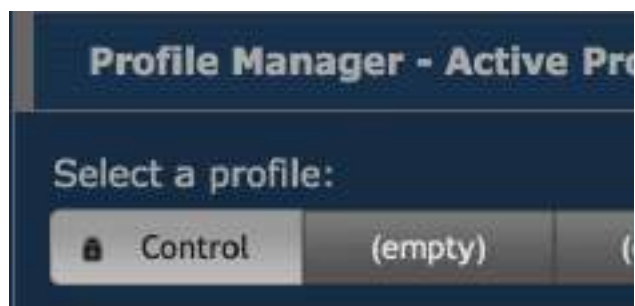 Profile Manager - Active
Select a profile:
Control (empty)